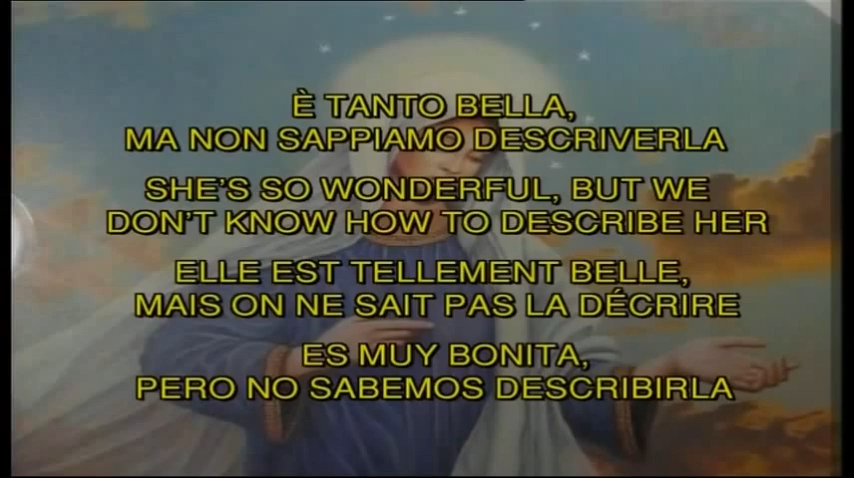 È TANTO BELLA,
MA NON SAPPIAMO DESCRIVERLA
SHE'S SO WONDERFUL, BUT WE
DON'T KNOW HOW TO DESCRIBE HER
ELLE EST TELLEMENT BELLE,
MAIS ON NE SAIT PAS LA DÉCRIRE
ES MUY BONITA,
PERO NO SABEMOS DESCRIBIRLA